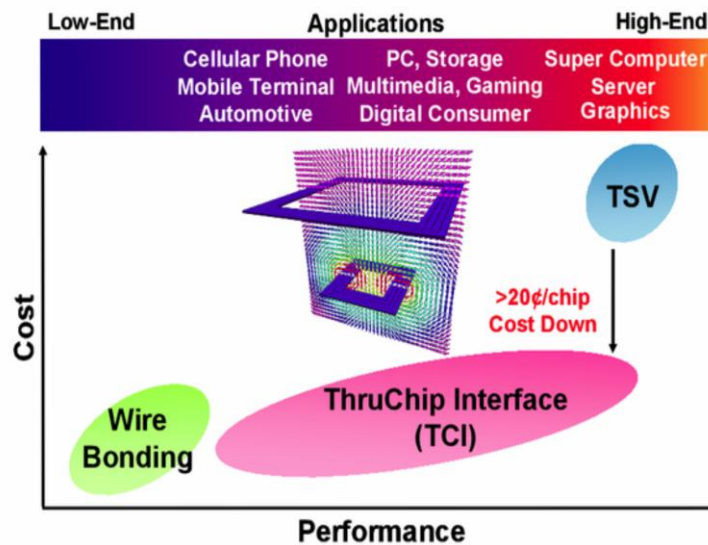 Low-End Applications High-End
Cellular Phone PC, Storage Super Computer
Mobile Terminal Multimedia, Gaming Server
Automotive Digital Consumer Graphics
TSV
>20¢/chip
Cost Down
Cost
ThruChip Interface
(TCI)
Wire
Bonding
Performance